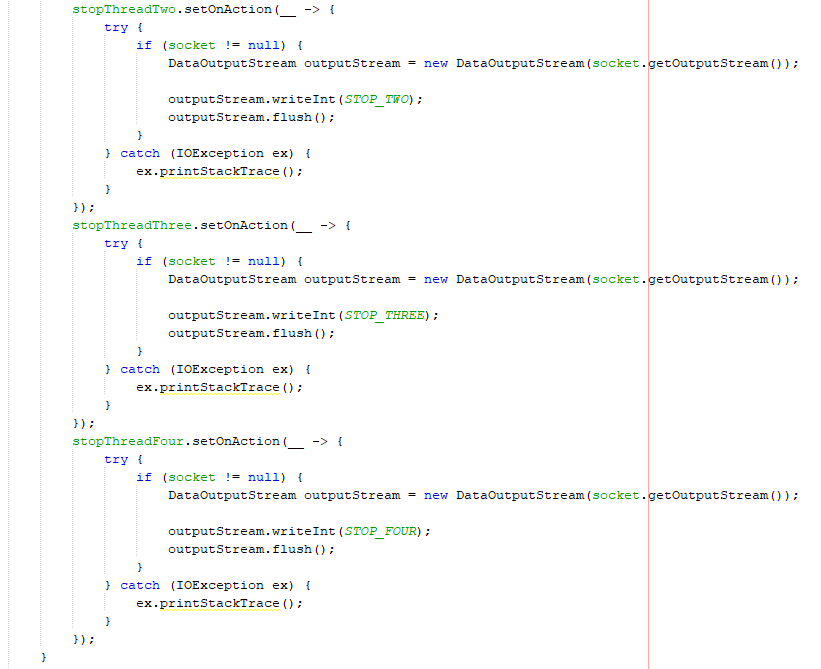 stopThreadTwo.setOnAction(__ -> {
try {
if (socket != null) {
DataOutputStream outputStream = new DataOutputStream(socket.getOutputStream());
outputStream.writeInt(STOP_TWO);
outputStream.flush();
}
} catch (IOException ex) {
ex.printStackTrace();
}
});
stopThreadThree.setOnAction(__ -> {
try {
if (socket != null) {
DataOutputStream outputStream = new DataOutputStream(socket.getOutputStream());
outputStream.writeInt(STOP_THREE);
outputStream.flush();
}
} catch (IOException ex) {
ex.printStackTrace();
}
});
stopThreadFour.setOnAction(__ -> {
try {
if (socket != null) {
DataOutputStream outputStream = new DataOutputStream(socket.getOutputStream());
outputStream.writeInt(STOP_FOUR);
outputStream.flush();
}
} catch (IOException ex) {
ex.printStackTrace();
}
});
}